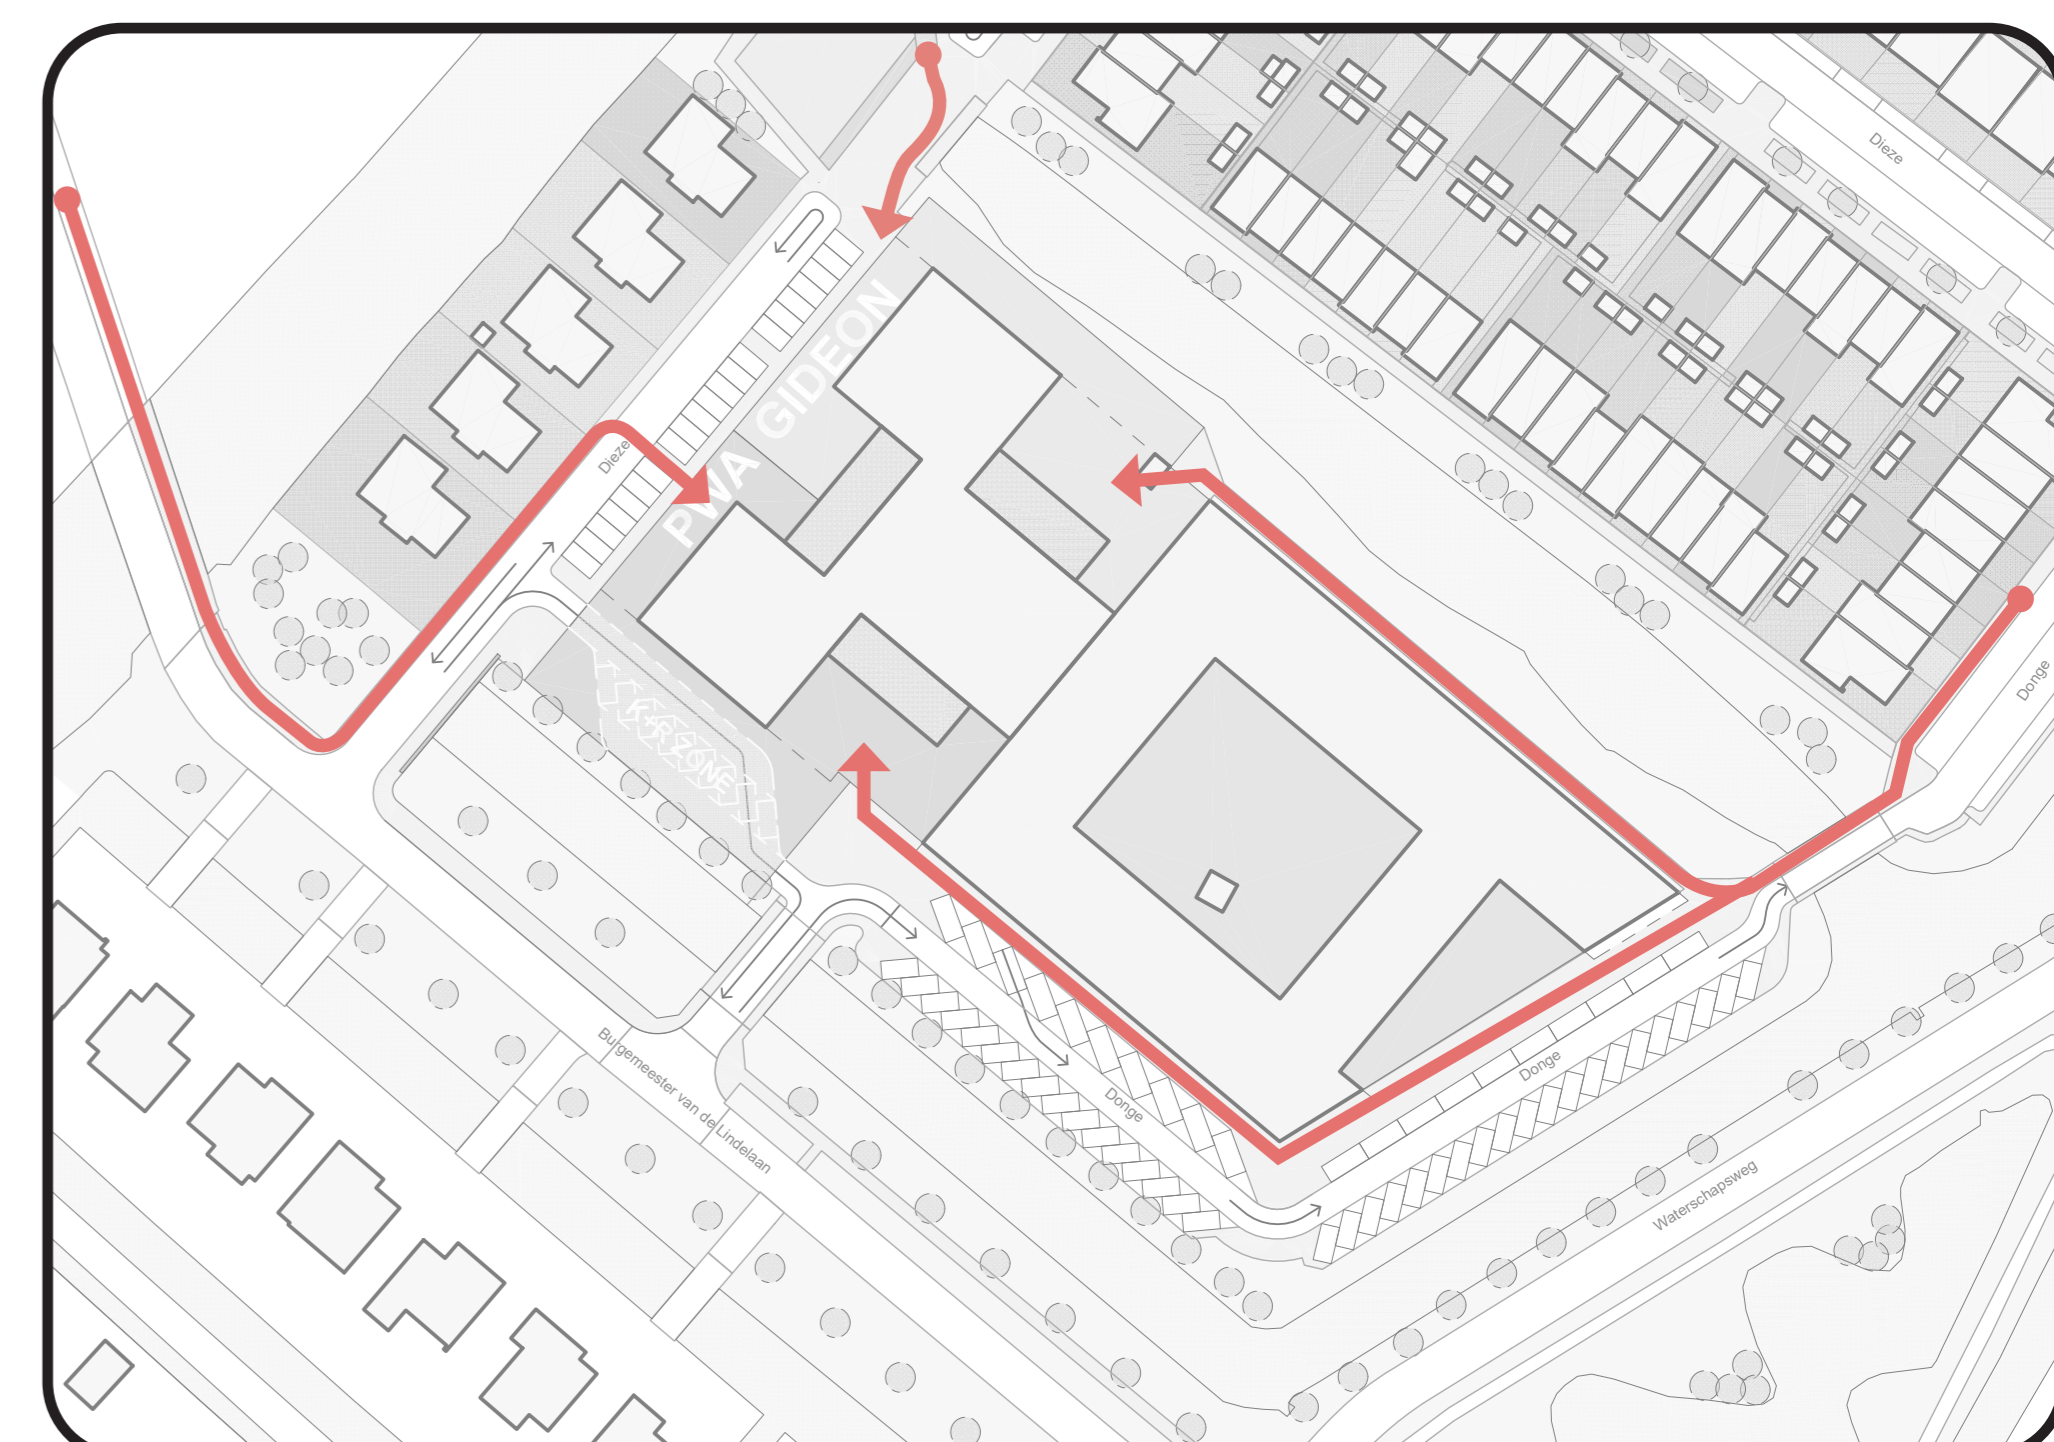 Dieze
PWA GIDEON
Dieze
Donge
K+R ZONE
Burgemeester van de Lindelaan
Donge
Donge
Waterschapsweg